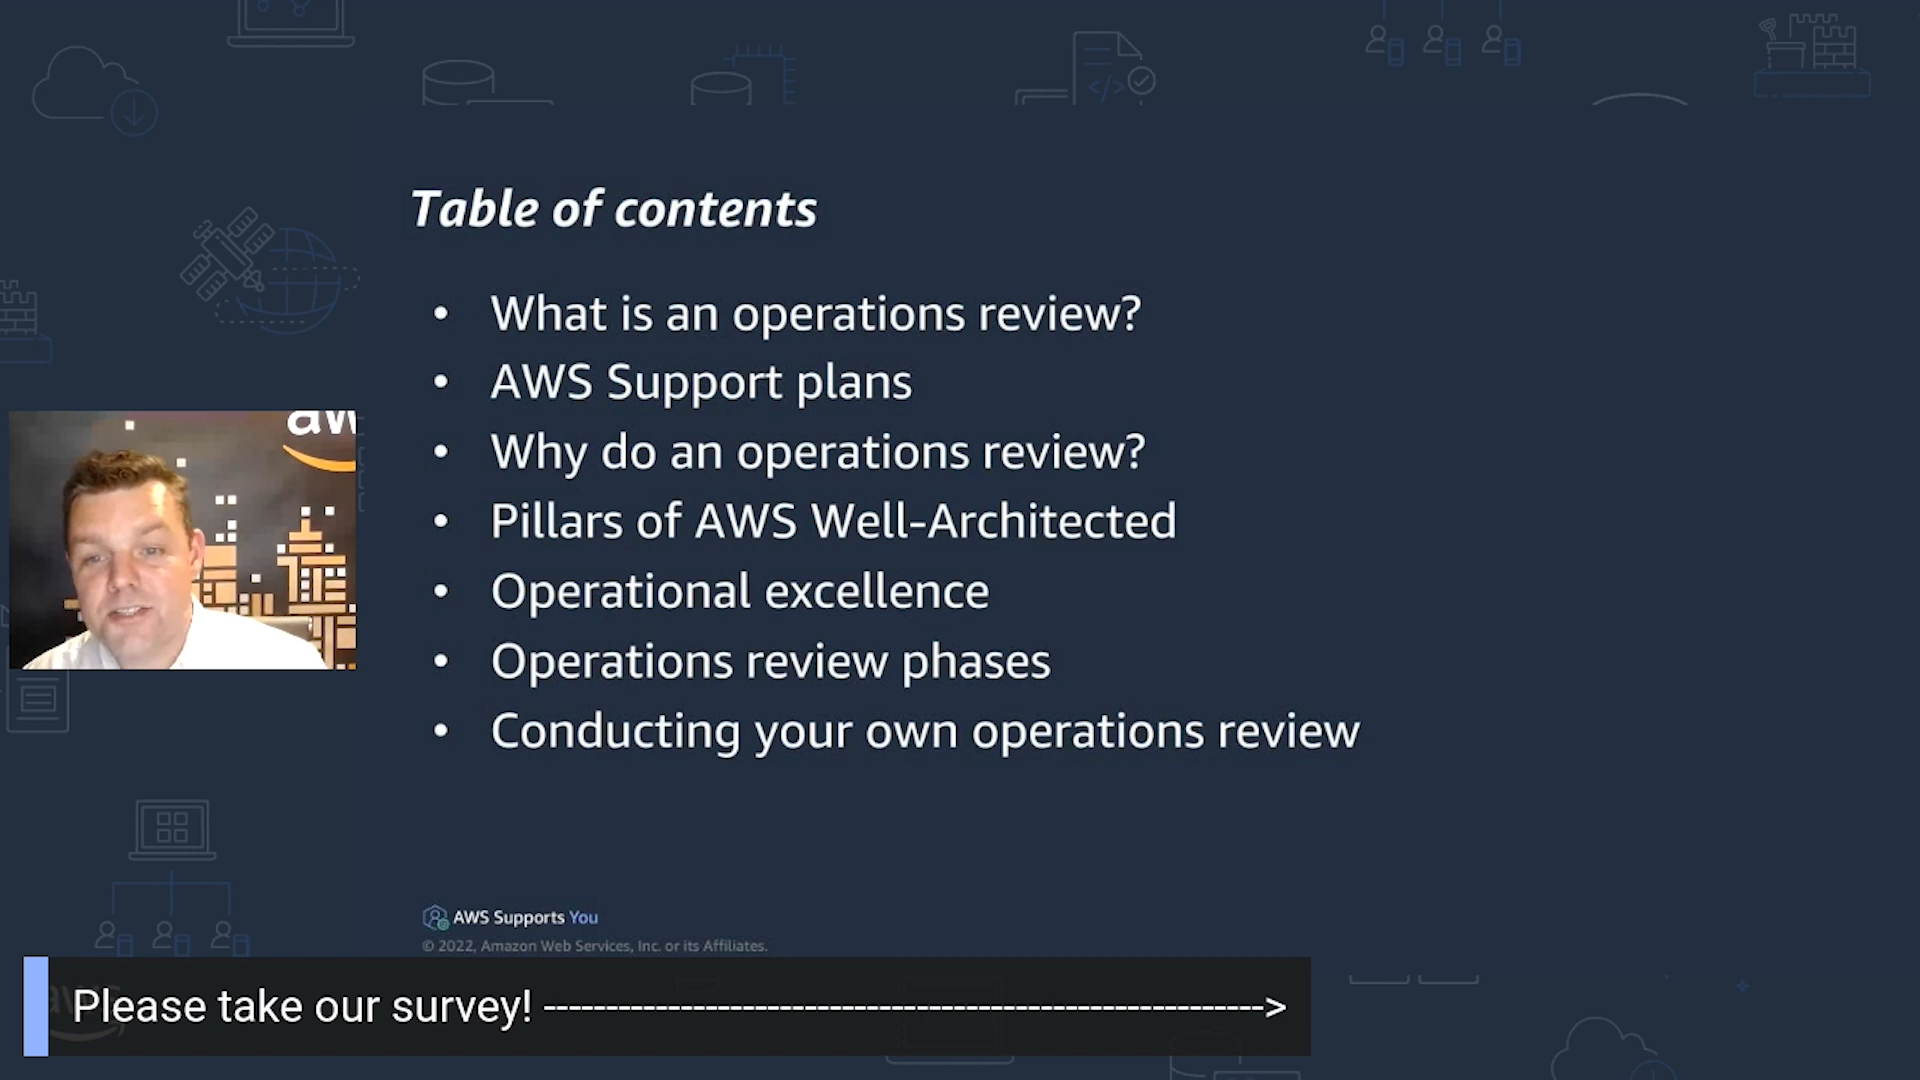 Table of contents
• What is an operations review?
• AWS Support plans
• Why do an operations review?
• Pillars of AWS Well-Architected
• Operational excellence
• Operations review phases
• Conducting your own operations review
aw
</>
AWS Supports You
© 2022, Amazon Web Services, Inc. or its Affiliates.
aws
Please take our survey! ---------------------------------------------------------->